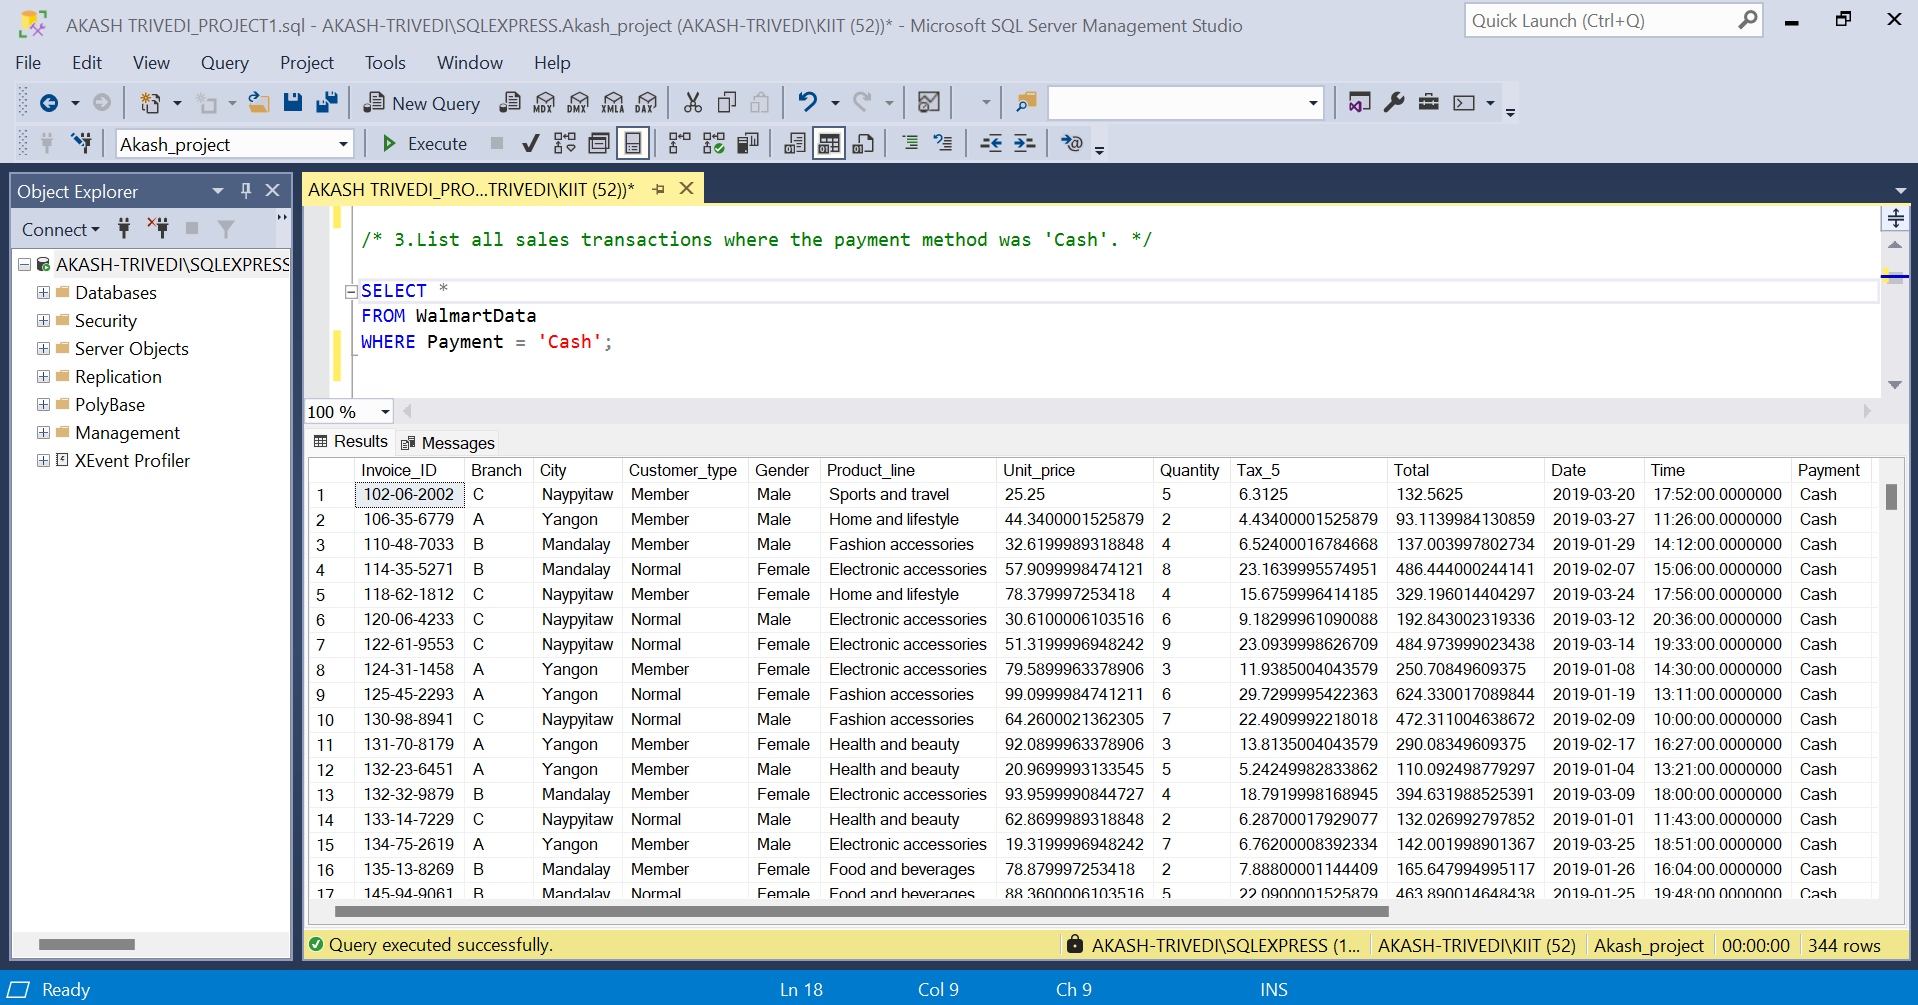 AKASH TRIVEDI_PROJECT1.sql - AKASH-TRIVEDI\SQLEXPRESS.Akash_project (AKASH-TRIVEDI\KIIT (52))* - Microsoft SQL Server Management Studio
Quick Launch (Ctrl+Q)
File Edit View Query Project Tools Window Help
New Query MDX DMX XMLA DAX
Akash_project Execute
Object Explorer
AKASH TRIVEDI_PRO...TRIVEDI\KIIT (52))*
Connect
AKASH-TRIVEDI\SQLEXPRESS
Databases
Security
Server Objects
Replication
PolyBase
Management
XEvent Profiler
/* 3.List all sales transactions where the payment method was 'Cash'. */
SELECT *
FROM WalmartData
WHERE Payment = 'Cash';
100 %
Results Messages
Invoice_ID Branch City Customer_type Gender Product_line Unit_price Quantity Tax_5 Total Date Time Payment
1 102-06-2002 C Naypyitaw Member Male Sports and travel 25.25 5 6.3125 132.5625 2019-03-20 17:52:00.0000000 Cash
2 106-35-6779 A Yangon Member Male Home and lifestyle 44.3400001525879 2 4.43400001525879 93.1139984130859 2019-03-27 11:26:00.0000000 Cash
3 110-48-7033 B Mandalay Member Male Fashion accessories 32.6199989318848 4 6.52400016784668 137.003997802734 2019-01-29 14:12:00.0000000 Cash
4 114-35-5271 B Mandalay Normal Female Electronic accessories 57.9099998474121 8 23.1639995574951 486.444000244141 2019-02-07 15:06:00.0000000 Cash
5 118-62-1812 C Naypyitaw Member Female Home and lifestyle 78.379997253418 4 15.6759996414185 329.196014404297 2019-03-24 17:56:00.0000000 Cash
6 120-06-4233 C Naypyitaw Normal Male Electronic accessories 30.6100006103516 6 9.18299961090088 192.843002319336 2019-03-12 20:36:00.0000000 Cash
7 122-61-9553 C Naypyitaw Normal Female Electronic accessories 51.3199996948242 9 23.0939998626709 484.973999023438 2019-03-14 19:33:00.0000000 Cash
8 124-31-1458 A Yangon Member Female Electronic accessories 79.5899963378906 3 11.9385004043579 250.70849609375 2019-01-08 14:30:00.0000000 Cash
9 125-45-2293 A Yangon Normal Female Fashion accessories 99.0999984741211 6 29.7299995422363 624.330017089844 2019-01-19 13:11:00.0000000 Cash
10 130-98-8941 C Naypyitaw Normal Male Fashion accessories 64.2600021362305 7 22.4909992218018 472.311004638672 2019-02-09 10:00:00.0000000 Cash
11 131-70-8179 A Yangon Member Female Health and beauty 92.0899963378906 3 13.8135004043579 290.08349609375 2019-02-17 16:27:00.0000000 Cash
12 132-23-6451 A Yangon Member Male Health and beauty 20.9699993133545 5 5.24249982833862 110.092498779297 2019-01-04 13:21:00.0000000 Cash
13 132-32-9879 B Mandalay Member Female Electronic accessories 93.9599990844727 4 18.7919998168945 394.631988525391 2019-03-09 18:00:00.0000000 Cash
14 133-14-7229 C Naypyitaw Normal Male Health and beauty 62.8699989318848 2 6.28700017929077 132.026992797852 2019-01-01 11:43:00.0000000 Cash
15 134-75-2619 A Yangon Member Male Electronic accessories 19.3199996948242 7 6.76200008392334 142.001998901367 2019-03-25 18:51:00.0000000 Cash
16 135-13-8269 B Mandalay Member Female Food and beverages 78.879997253418 2 7.88800001144409 165.647994995117 2019-01-26 16:04:00.0000000 Cash
17 145-94-9061 B Mandalay Normal Female Food and beverages 88.3600006103516 5 22.0900001525879 463.890014648438 2019-01-25 19:48:00.0000000 Cash
Query executed successfully. AKASH-TRIVEDI\SQLEXPRESS (1... AKASH-TRIVEDI\KIIT (52) Akash_project 00:00:00 344 rows
Ready Ln 18 Col 9 Ch 9 INS